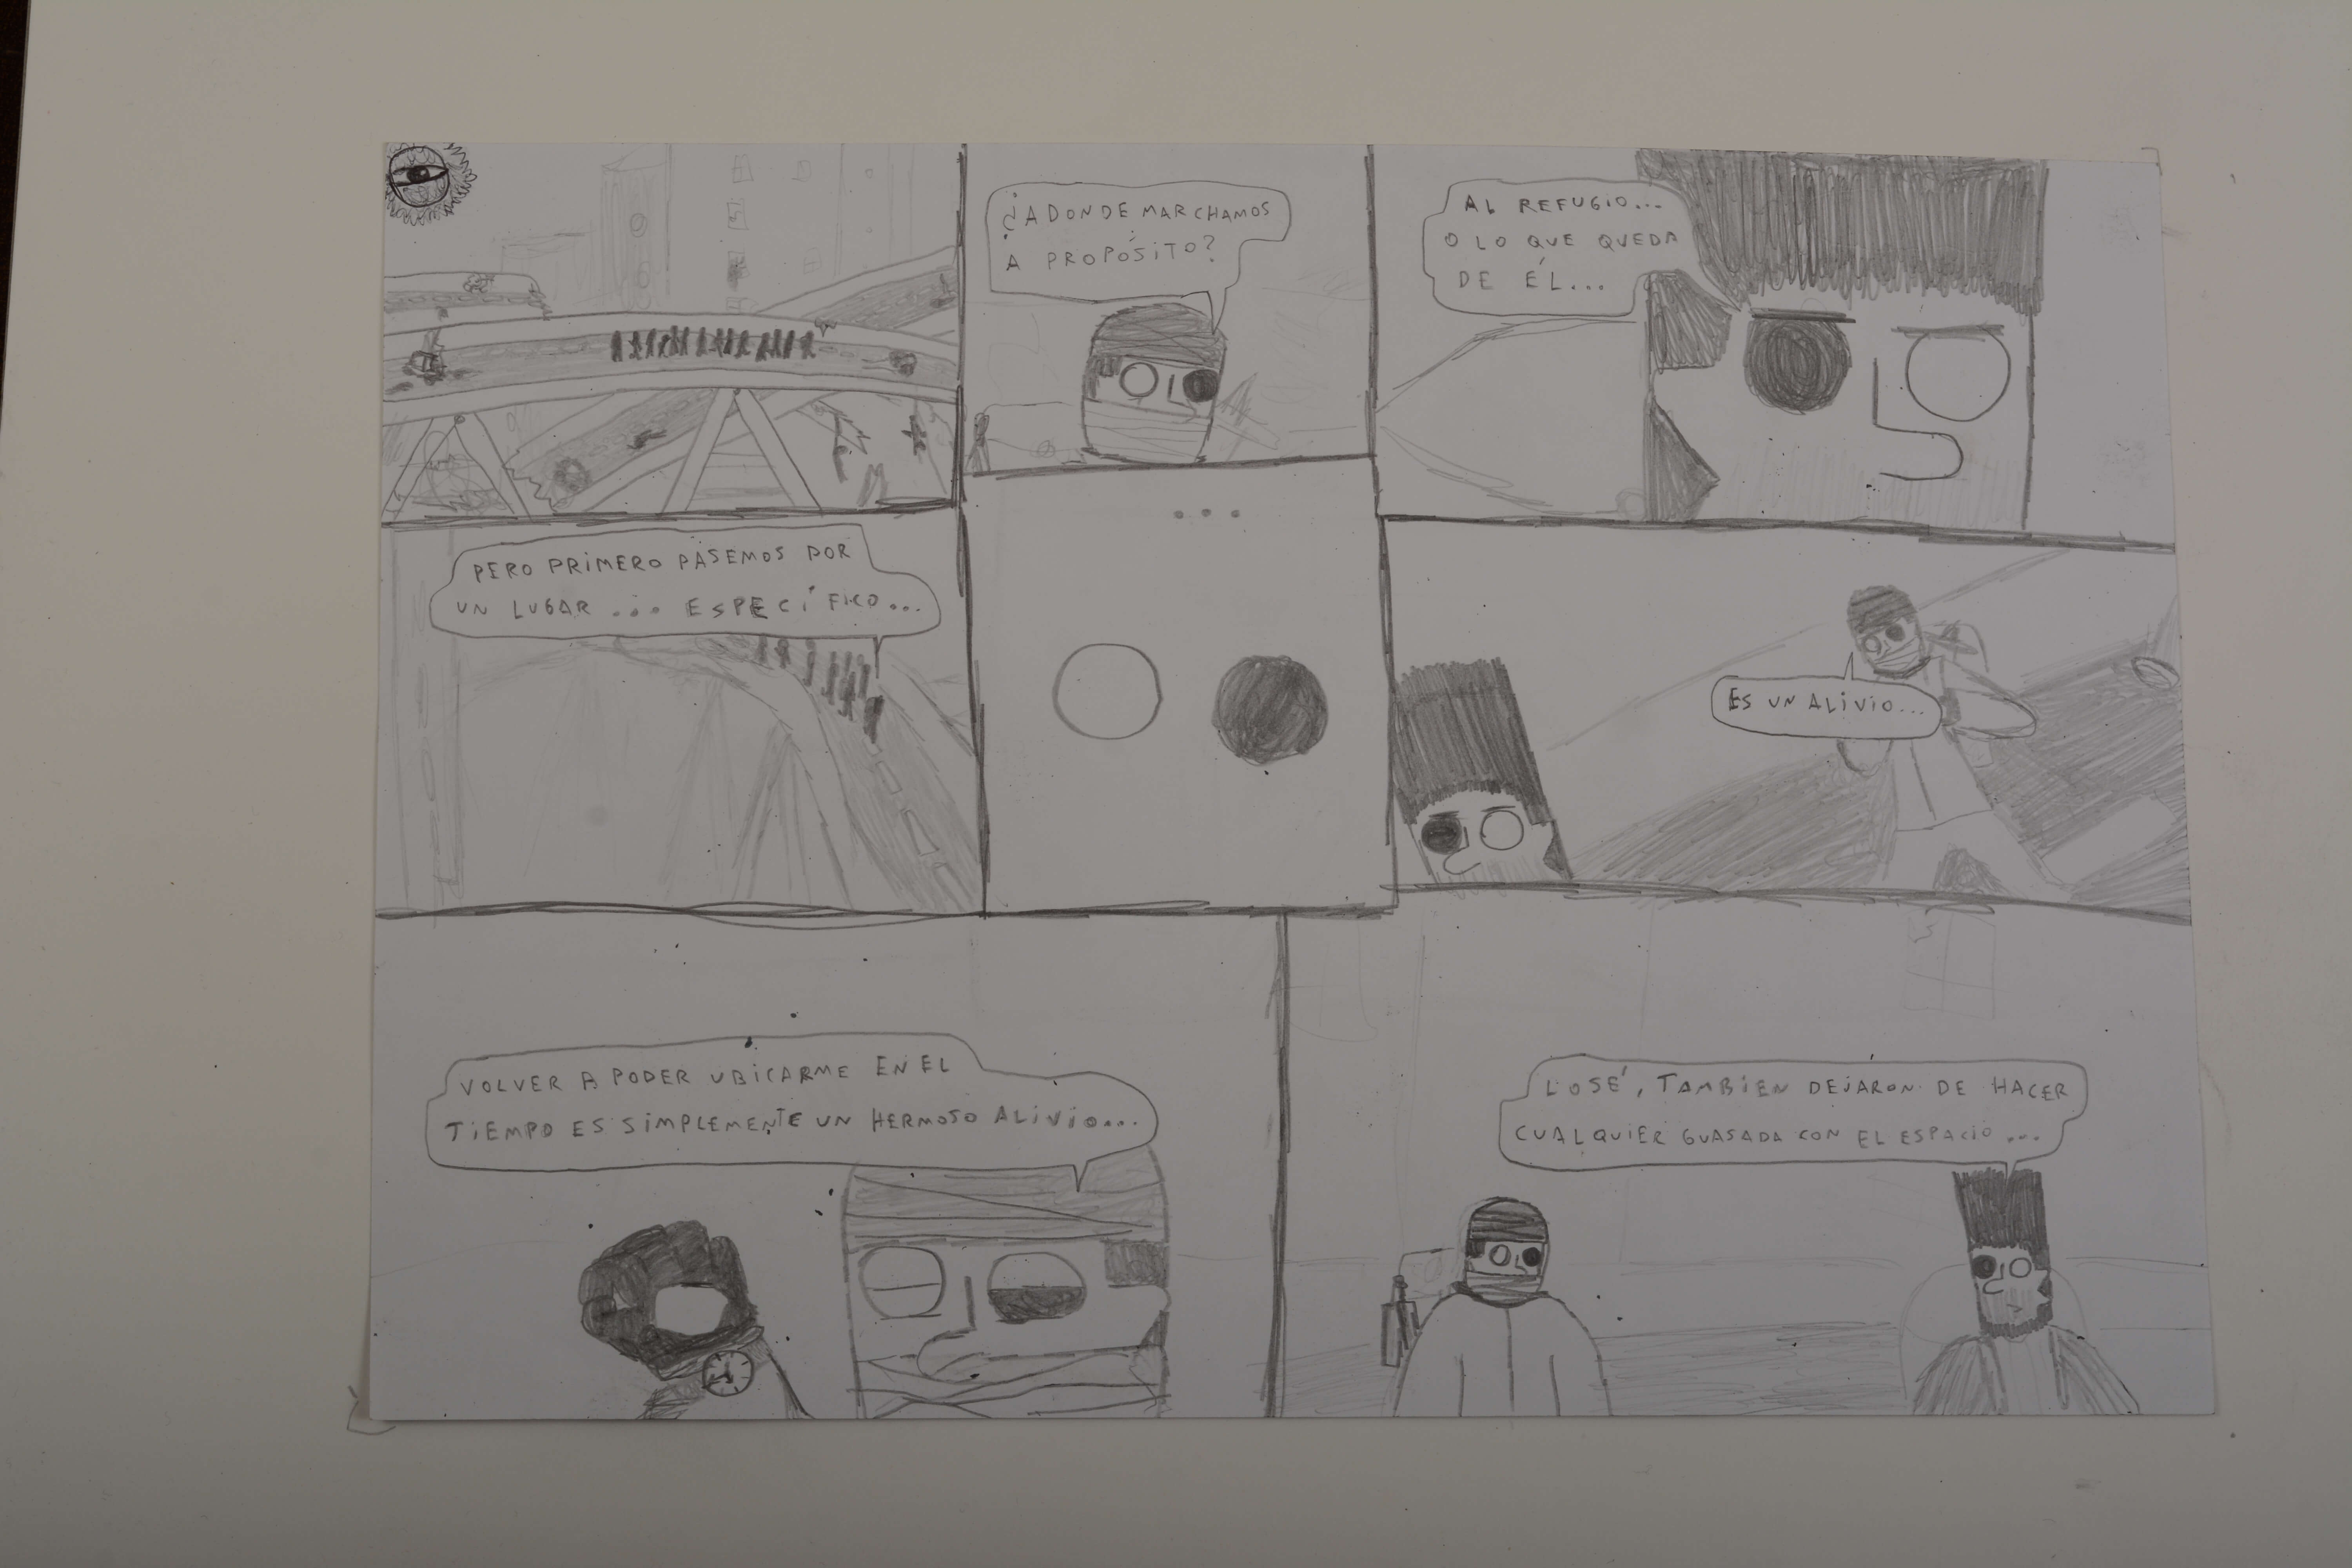 ¿ADONDE MARCHAMOS
A PROPÓSITO?
AL REFUGIO...
O LO QUE QUEDA
DE ÉL...
PERO PRIMERO PASEMOS POR
UN LUGAR ... ESPECÍFICO...
...
ES UN ALIVIO...
VOLVER A PODER UBICARME EN EL
TIEMPO ES SIMPLEMENTE UN HERMOSO ALIVIO...
LO SÉ, TAMBIEN DEJARON DE HACER
CUALQUIER GUASADA CON EL ESPACIO...